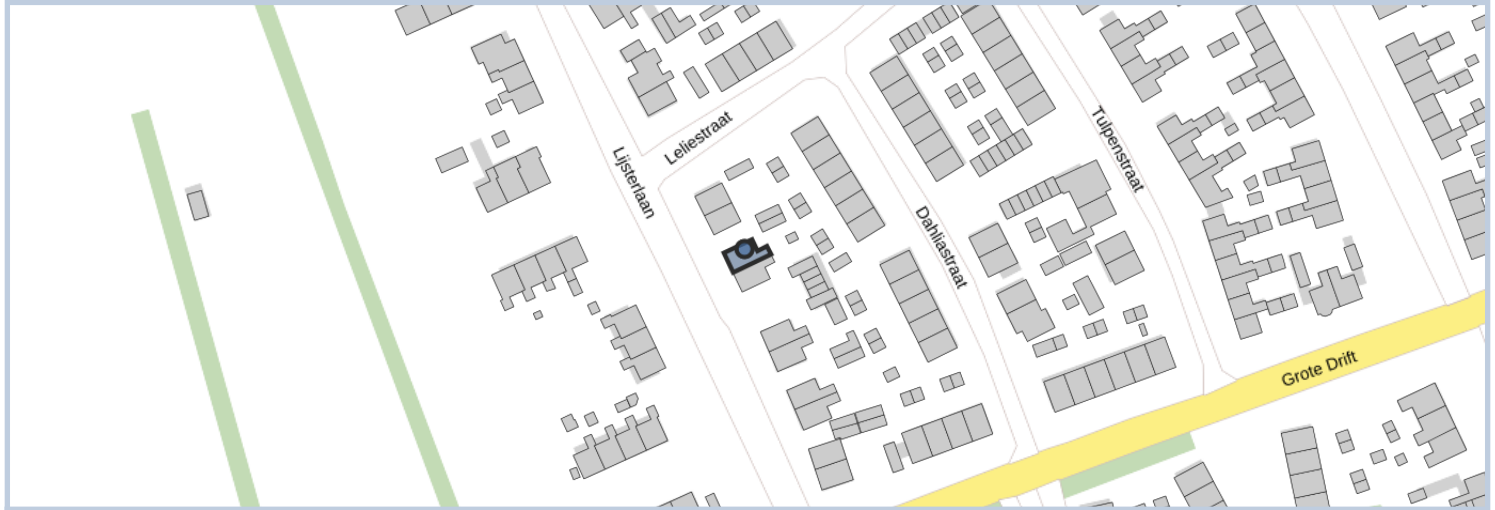 Leliestraat
Lijsterlaan
Tulpenstraat
Dahliastraat
Grote Drift